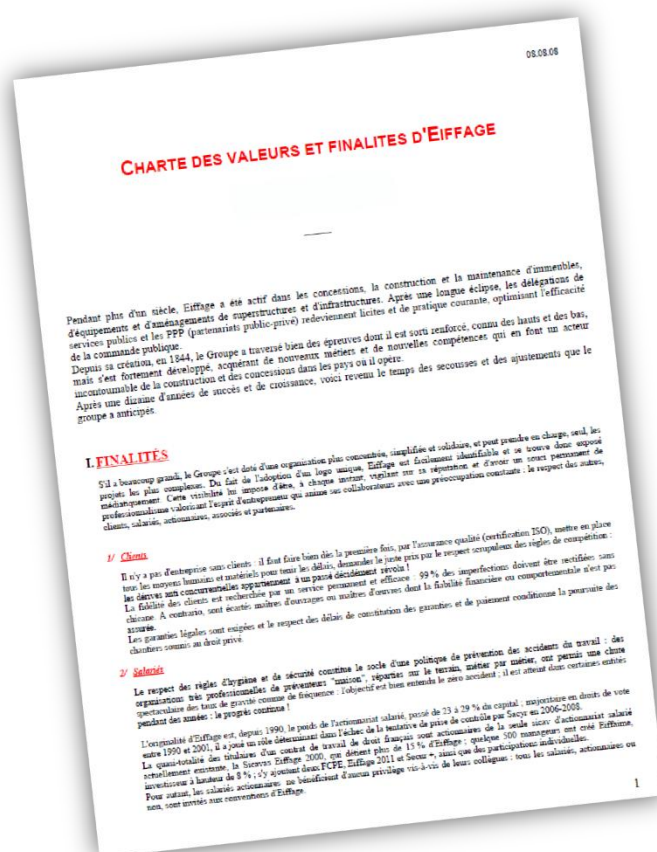 08.08.08
CHARTE DES VALEURS ET FINALITES D'EIFFAGE
Pendant plus d'un siècle, Eiffage a été actif dans les concessions, la construction et la maintenance d'immeubles,
d'équipements et d'aménagements de superstructures et d'infrastructures. Après une longue éclipse, les délégations de
services publics et les PPP (partenariats public-privé) redeviennent licites et de pratique courante, optimisant l'efficacité
de la commande publique.
Depuis sa création, en 1844, le Groupe a traversé bien des épreuves dont il est sorti renforcé, connu des hauts et des bas,
mais s'est fortement développé, acquérant de nouveaux métiers et de nouvelles compétences qui en font un acteur
incontournable de la construction et des concessions dans les pays où il opère.
Après une dizaine d'années de succès et de croissance, voici revenu le temps des secousses et des ajustements que le
groupe a anticipés.
I. FINALITÉS
S'il a beaucoup grandi, le Groupe s'est doté d'une organisation plus concentrée, simplifiée et solidaire, et peut prendre en charge, seul, les
projets les plus complexes. Du fait de l'adoption d'un logo unique, Eiffage est facilement identifiable et se trouve donc exposé
médiatiquement. Cette visibilité lui impose d'être, à chaque instant, vigilant sur sa réputation et d'avoir un souci permanent de
professionnalisme valorisant l'esprit d'entrepreneur qui anime ses collaborateurs avec une préoccupation constante : le respect des autres,
clients, salariés, actionnaires, associés et partenaires.
1/ Clients
Il n'y a pas d'entreprise sans clients : il faut faire bien dès la première fois, par l'assurance qualité (certification ISO), mettre en place
tous les moyens humains et matériels pour tenir les délais, demander le juste prix par le respect scrupuleux des règles de compétition :
les dérives anti concurrentielles appartiennent à un passé décidément révolu !
La fidélité des clients est recherchée par un service permanent et efficace : 99 % des imperfections doivent être rectifiées sans
chicane. A contrario, sont écartés maîtres d'ouvrages ou maîtres d'œuvres dont la fiabilité financière ou comportementale n'est pas
assurée.
Les garanties légales sont exigées et le respect des délais de constitution des garanties et de paiement conditionne la poursuite des
chantiers soumis au droit privé.
2/ Salariés
Le respect des règles d'hygiène et de sécurité constitue le socle d'une politique de prévention des accidents du travail : des
organisations très professionnelles de préventeurs "maison", réparties sur le terrain, métier par métier, ont permis une chute
spectaculaire des taux de gravité comme de fréquence : l'objectif est bien entendu le zéro accident ; il est atteint dans certaines entités
pendant des années : le progrès continue !
L'originalité d'Eiffage est, depuis 1990, le poids de l'actionnariat salarié, passé de 23 à 29 % du capital ; majoritaire en droits de vote
entre 1990 et 2001, il a joué un rôle déterminant dans l'échec de la tentative de prise de contrôle par Sacyr en 2006-2008.
La quasi-totalité des titulaires d'un contrat de travail de droit français sont actionnaires de la seule sicav d'actionnariat salarié
actuellement existante, la Sicavas Eiffage 2000, qui détient plus de 15 % d'Eiffage ; quelque 500 manageurs ont créé Eiffaime,
investisseur à hauteur de 8 % ; s'y ajoutent deux FCPE, Eiffage 2011 et Secur +, ainsi que des participations individuelles.
Pour autant, les salariés actionnaires ne bénéficient d'aucun privilège vis-à-vis de leurs collègues : tous les salariés, actionnaires ou
non, sont invités aux conventions d'Eiffage.
1